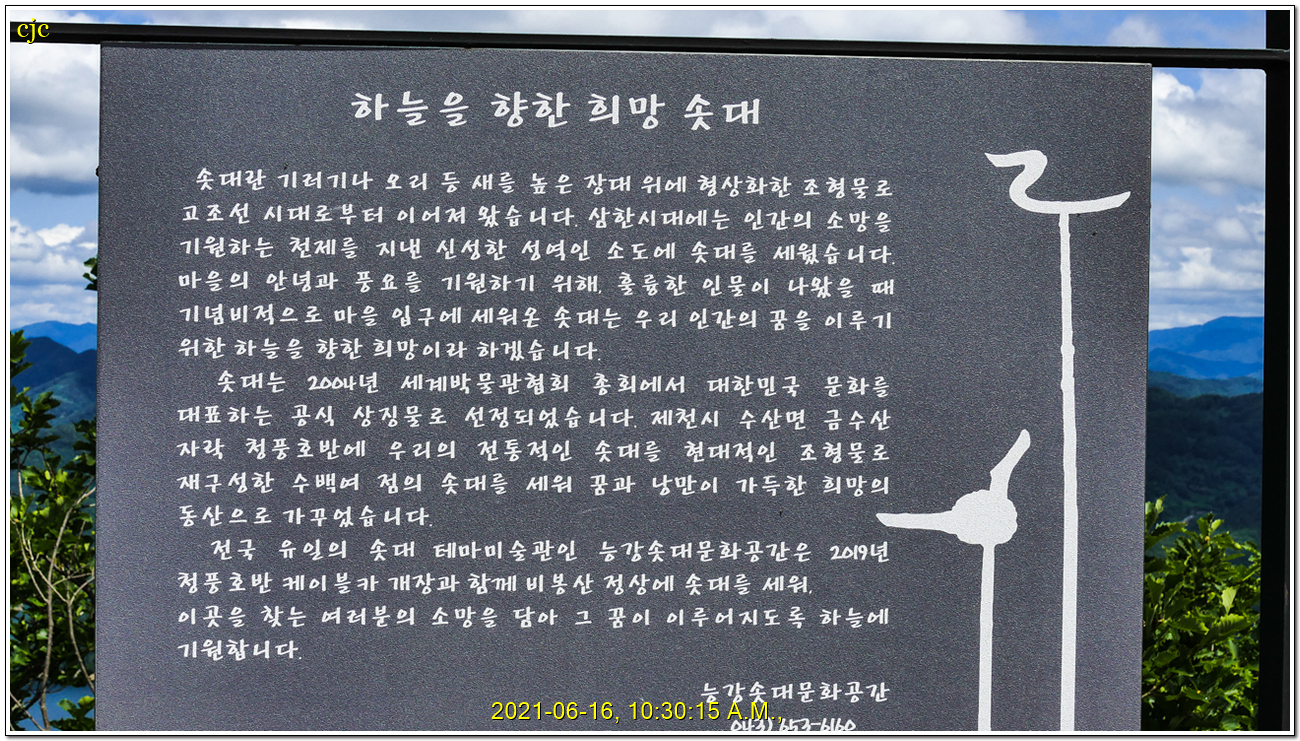 cjc
하늘을 향한 희망 솟대
솟대란 기러기나 오리 등 새를 높은 장대 위에 형상화한 조형물로
고조선 시대로부터 이어져 왔습니다. 삼한시대에는 인간의 소망을
기원하는 천제를 지낸 신성한 성역인 소도에 솟대를 세웠습니다.
마을의 안녕과 풍요를 기원하기 위해, 훌륭한 인물이 나왔을 때
기념비적으로 마을 입구에 세워온 솟대는 우리 인간의 꿈을 이루기
위한 하늘을 향한 희망이라 하겠습니다.
솟대는 2004년 세계박물관협회 총회에서 대한민국 문화를
대표하는 공식 상징물로 선정되었습니다. 제천시 수산면 금수산
자락 청풍호반에 우리의 전통적인 솟대를 현대적인 조형물로
재구성한 수백여 점의 솟대를 세워 꿈과 낭만이 가득한 희망의
동산으로 가꾸었습니다.
전국 유일의 솟대 테마미술관인 능강솟대문화공간은 2019년
청풍호반 케이블카 개장과 함께 비봉산 정상에 솟대를 세워,
이곳을 찾는 여러분의 소망을 담아 그 꿈이 이루어지도록 하늘에
기원합니다.
능강솟대문화공간
043) 653-6160
2021-06-16, 10:30:15 A.M.,